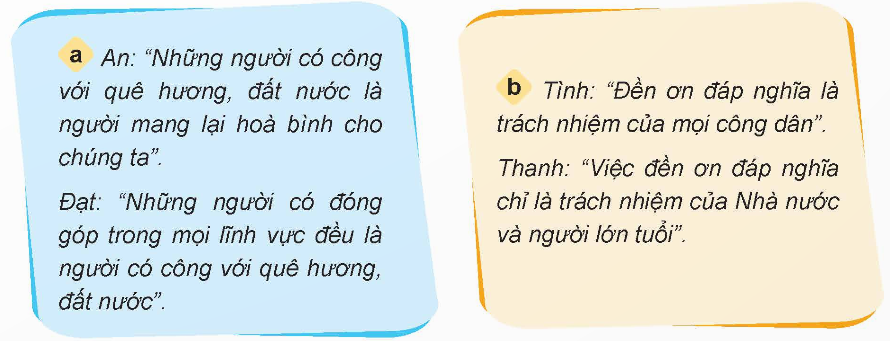 a An: “Những người có công
với quê hương, đất nước là
người mang lại hoà bình cho
chúng ta”.
Đạt: “Những người có đóng
góp trong mọi lĩnh vực đều là
người có công với quê hương,
đất nước”.
b Tình: “Đền ơn đáp nghĩa là
trách nhiệm của mọi công dân”.
Thanh: “Việc đền ơn đáp nghĩa
chỉ là trách nhiệm của Nhà nước
và người lớn tuổi”.